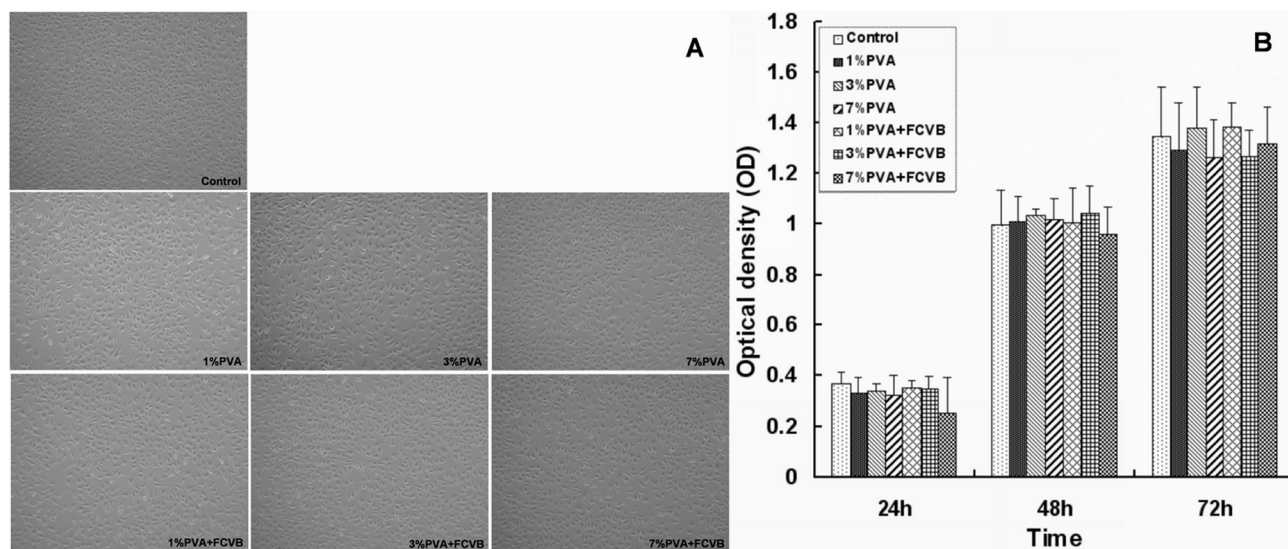 A
Control
1%PVA
3%PVA
7%PVA
1%PVA+FCVB
3%PVA+FCVB
7%PVA+FCVB
B
Optical density (OD)
1.8
1.6
1.4
1.2
1
0.8
0.6
0.4
0.2
0
Control
1%PVA
3%PVA
7%PVA
1%PVA+FCVB
3%PVA+FCVB
7%PVA+FCVB
24h
48h
72h
Time